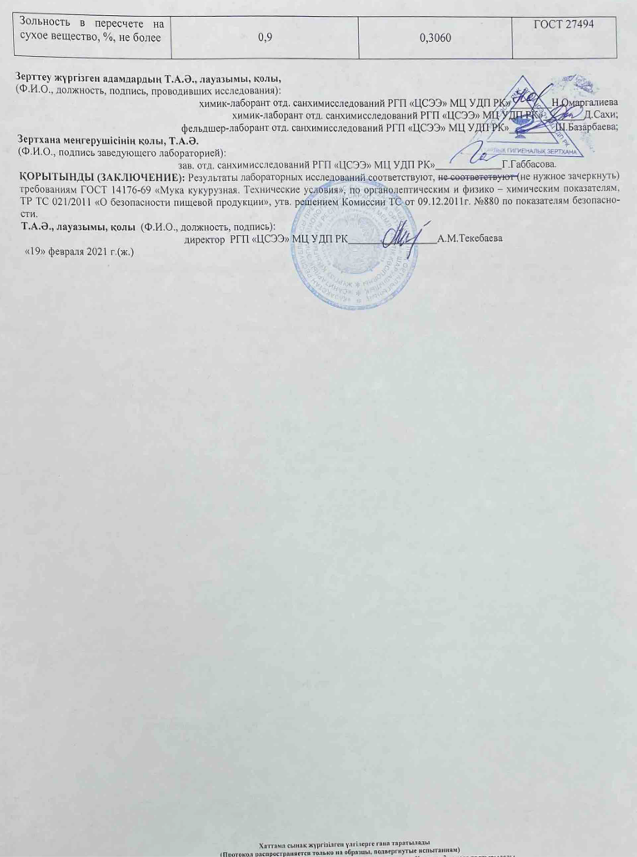 Зольность в пересчете на сухое вещество, %, не более 0,9 0,3060 ГОСТ 27494
Зерттеу жүргізген адамдардың Т.А.Ә., лауазымы, қолы,
(Ф.И.О., должность, подпись, проводивших исследования):
химик-лаборант отд. санхимисследований РГП «ЦСЭЭ» МЦ УДП РК» Н.Омаргалиева
химик-лаборант отд. санхимисследований РГП «ЦСЭЭ» МЦ УДП РК» Д.Сахи;
фельдшер-лаборант отд. санхимисследований РГП «ЦСЭЭ» МЦ УДП РК» Ш.Базарбаева;
Зертхана меңгерушісінің қолы, Т.А.Ә.
(Ф.И.О., подпись заведующего лабораторией):
зав. отд. санхимисследований РГП «ЦСЭЭ» МЦ УДП РК» Г.Габбасова.
ГИГИЕНАЛЫҚ ЗЕРТХАНА
ҚОРЫТЫНДЫ (ЗАКЛЮЧЕНИЕ): Результаты лабораторных исследований соответствуют, не соответствуют (не нужное зачеркнуть)
требованиям ГОСТ 14176-69 «Мука кукурузная. Технические условия», по органолептическим и физико – химическим показателям,
ТР ТС 021/2011 «О безопасности пищевой продукции», утв. решением Комиссии ТС от 09.12.2011г. №880 по показателям безопасно-
сти.
Т.А.Ә., лауазымы, қолы (Ф.И.О., должность, подпись):
директор РГП «ЦСЭЭ» МЦ УДП РК А.М.Текебаева
«19» февраля 2021 г.(ж.)
Хаттама сынақ жүргізілген үлгілерге ғана таратылады
(Протокол распространяется только на образцы, подвергнутые испытаниям)